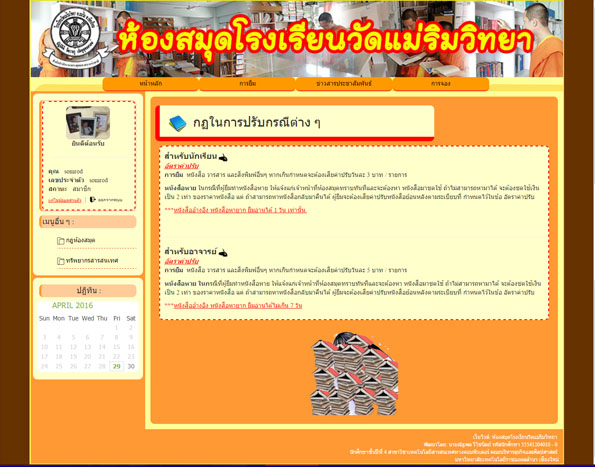 ห้องสมุดโรงเรียนวัดแม่ริมวิทยา
หน้าหลัก การยืม ข่าวสารประชาสัมพันธ์ การจอง
ยินดีต้อนรับ
คุณ somrod
เลขประจำตัว somrod
สถานะ สมาชิก
ออกจากระบบ
เมนูอื่น ๆ :
กฎห้องสมุด
ทรัพยากรสารสนเทศ
ปฏิทิน :
APRIL 2016
Sun Mon Tue Wed Thu Fri Sat
1 2
3 4 5 6 7 8 9
10 11 12 13 14 15 16
17 18 19 20 21 22 23
24 25 26 27 28 29 30
กฎในการปรับกรณีต่าง ๆ
สำหรับนักเรียน
อัตราค่าปรับ
การยืม หนังสือ วารสาร และสิ่งพิมพ์อื่นๆ หากเกินกำหนดจะต้องเสียค่าปรับวันละ 3 บาท / รายการ
หนังสือหาย ในกรณีที่ผู้ยืมทำหนังสือหาย ให้แจ้งแก่เจ้าหน้าที่ห้องสมุดทราบทันทีและจะต้องหา หนังสือมาชดใช้ ถ้าไม่สามารถหามาได้ จะต้องชดใช้เงิน
เป็น 2 เท่า ของราคาหนังสือ แต่ ถ้าสามารถหาหนังสือกลับมาคืนได้ ผู้ยืมจะต้องเสียค่าปรับหนังสือย้อนหลังตามระเบียบที่ กำหนดไว้ในข้อ อัตราค่าปรับ
***หนังสืออ้างอิง หนังสือหายาก ยืมอ่านได้ 1 วัน เท่านั้น
สำหรับอาจารย์
อัตราค่าปรับ
การยืม หนังสือ วารสาร และสิ่งพิมพ์อื่นๆ หากเกินกำหนดจะต้องเสียค่าปรับวันละ 5 บาท / รายการ
หนังสือหาย ในกรณีที่ผู้ยืมทำหนังสือหาย ให้แจ้งแก่เจ้าหน้าที่ห้องสมุดทราบทันทีและจะต้องหา หนังสือมาชดใช้ ถ้าไม่สามารถหามาได้ จะต้องชดใช้เงิน
เป็น 2 เท่า ของราคาหนังสือ แต่ ถ้าสามารถหาหนังสือกลับมาคืนได้ ผู้ยืมจะต้องเสียค่าปรับหนังสือย้อนหลังตามระเบียบที่ กำหนดไว้ในข้อ อัตราค่าปรับ
***หนังสืออ้างอิง หนังสือหายาก ยืมอ่านได้ไม่เกิน 7 วัน
เว็บไซต์ ห้องสมุดโรงเรียนวัดแม่ริมวิทยา